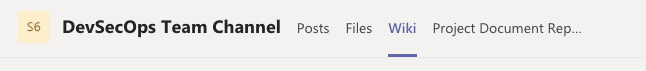 S6 DevSecOps Team Channel Posts Files Wiki Project Document Rep...